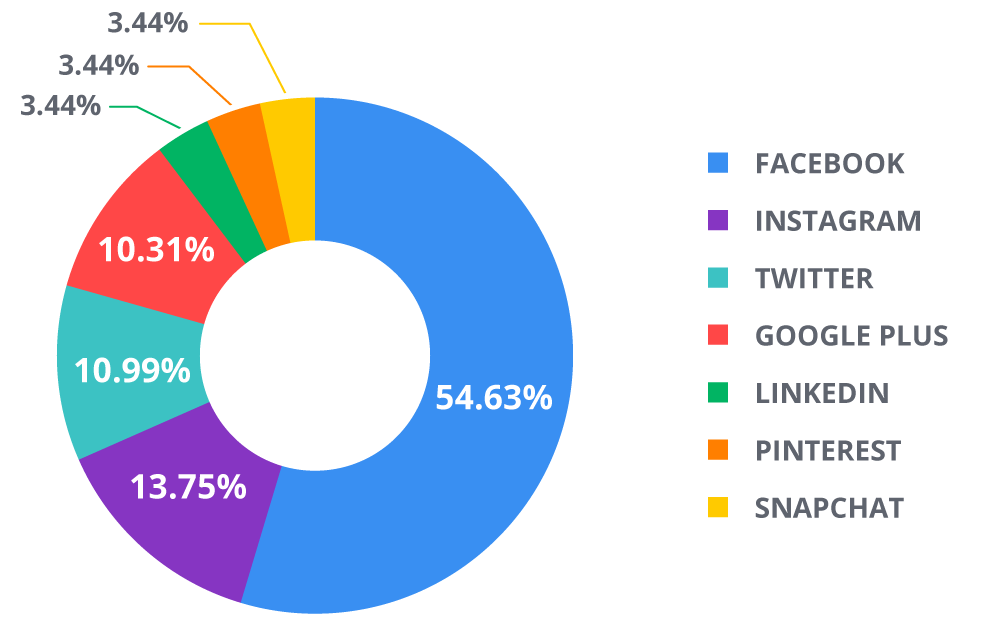 3.44%
3.44%
3.44%
10.31%
10.99%
54.63%
13.75%
FACEBOOK
INSTAGRAM
TWITTER
GOOGLE PLUS
LINKEDIN
PINTEREST
SNAPCHAT